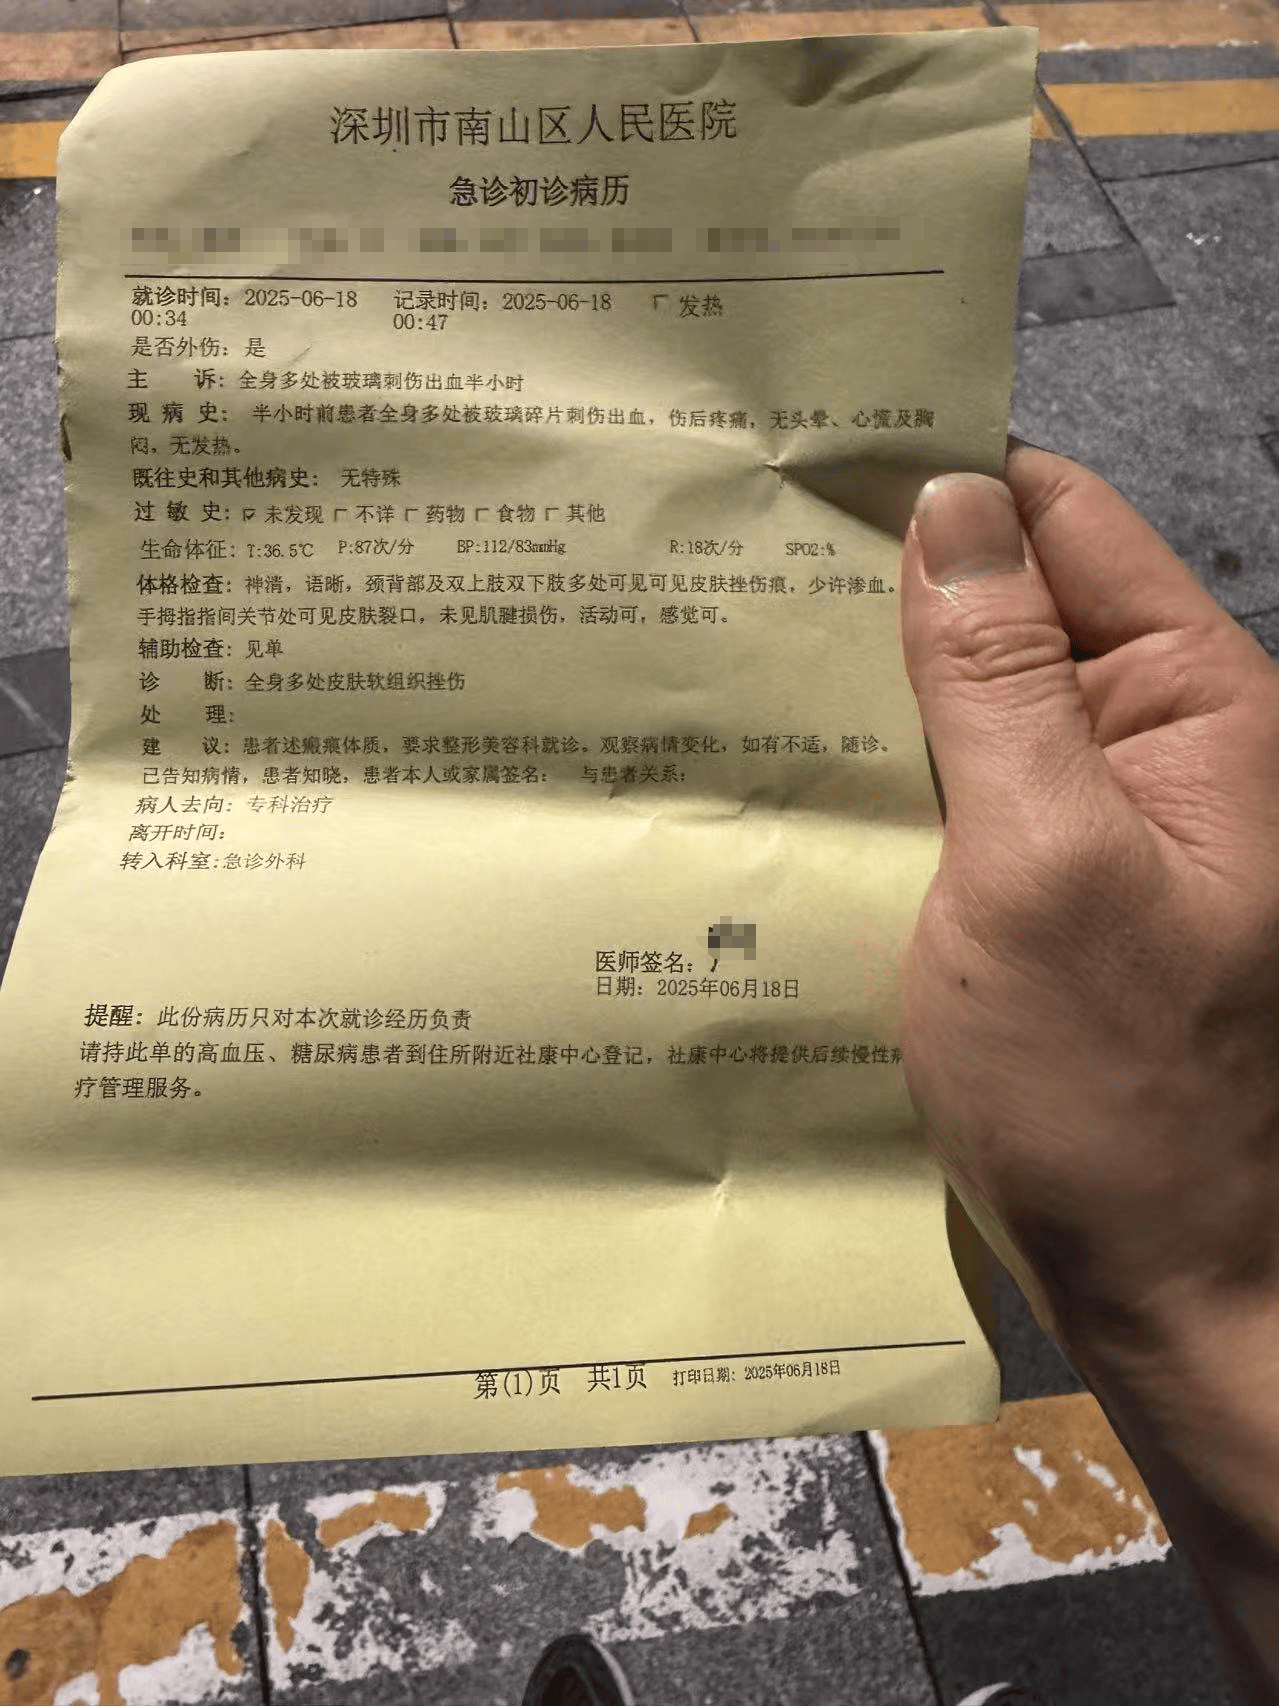 深圳市南山区人民医院
急诊初诊病历
就诊时间：2025-06-18 记录时间：2025-06-18 发热
00:34 00:47
是否外伤：是
主 诉：全身多处被玻璃刺伤出血半小时
现 病 史： 半小时前患者全身多处被玻璃碎片刺伤出血，伤后疼痛，无头晕、心慌及胸
闷，无发热。
既往史和其他病史： 无特殊
过 敏 史：☑ 未发现 不详 药物 食物 其他
生命体征：T:36.5℃ P:87次/分 BP:112/83mmHg R:18次/分 SPO2:%
体格检查：神清，语晰，颈背部及双上肢双下肢多处可见可见皮肤挫伤痕，少许渗血。
手拇指指间关节处可见皮肤裂口，未见肌腱损伤，活动可，感觉可。
辅助检查：见单
诊 断：全身多处皮肤软组织挫伤
处 理：
建 议：患者述瘢痕体质，要求整形美容科就诊。观察病情变化，如有不适，随诊。
已告知病情，患者知晓，患者本人或家属签名： 与患者关系：
病人去向：专科治疗
离开时间：
转入科室：急诊外科
医师签名：
日期：2025年06月18日
提醒：此份病历只对本次就诊经历负责
请持此单的高血压、糖尿病患者到住所附近社康中心登记，社康中心将提供后续慢性病
疗管理服务。
第(1)页 共1页 打印日期：2025年06月18日